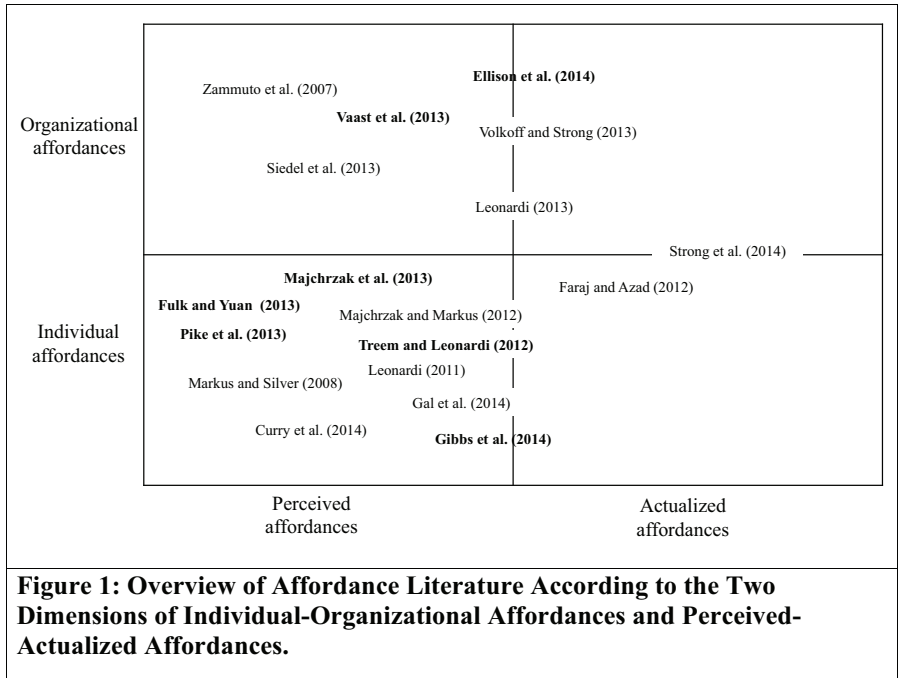 Ellison et al. (2014)
Zammuto et al. (2007)
Vaast et al. (2013)
Organizational
affordances
Volkoff and Strong (2013)
Siedel et al. (2013)
Leonardi (2013)
Strong et al. (2014)
Majchrzak et al. (2013)
Faraj and Azad (2012)
Fulk and Yuan (2013)
Majchrzak and Markus (2012)
Individual
affordances
Pike et al. (2013)
Treem and Leonardi (2012)
Leonardi (2011)
Markus and Silver (2008)
Gal et al. (2014)
Curry et al. (2014)
Gibbs et al. (2014)
Perceived
affordances
Actualized
affordances
Figure 1: Overview of Affordance Literature According to the Two
Dimensions of Individual-Organizational Affordances and Perceived-
Actualized Affordances.